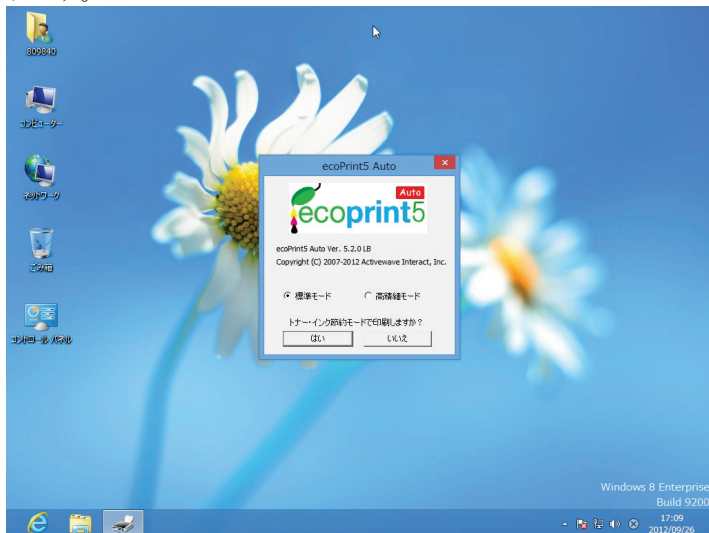 809840
コンピューター
ネットワーク
ごみ箱
コントロール パネル
ecoPrint5 Auto
Auto
ecoprint5
ecoPrint5 Auto Ver. 5.2.0 LB
Copyright (C) 2007-2012 Activewave Interact, Inc.
標準モード 高精細モード
トナー・インク節約モードで印刷しますか?
はい いいえ
Windows 8 Enterprise
Build 9200
17:09
2012/09/26